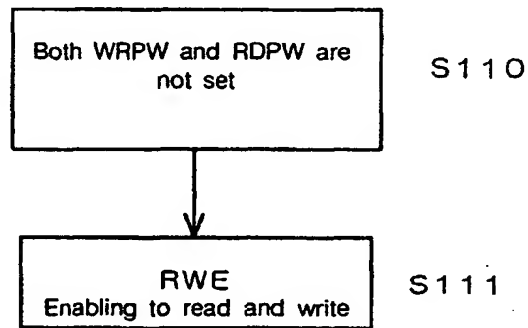 Both WRPW and RDPW are
not set
S110
RWE
Enabling to read and write
S111